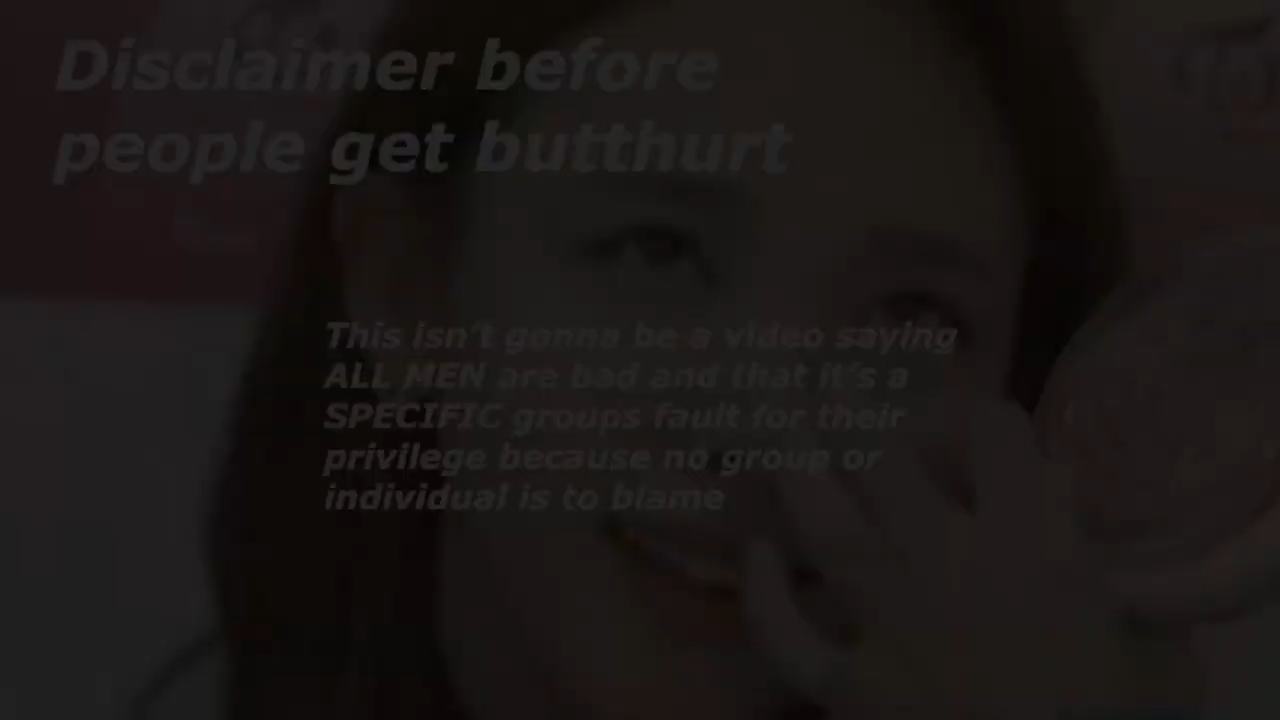 Disclaimer before
people get butthurt
This isn't gonna be a video saying
ALL MEN are bad and that it's a
SPECIFIC groups fault for their
privilege because no group or
individual is to blame